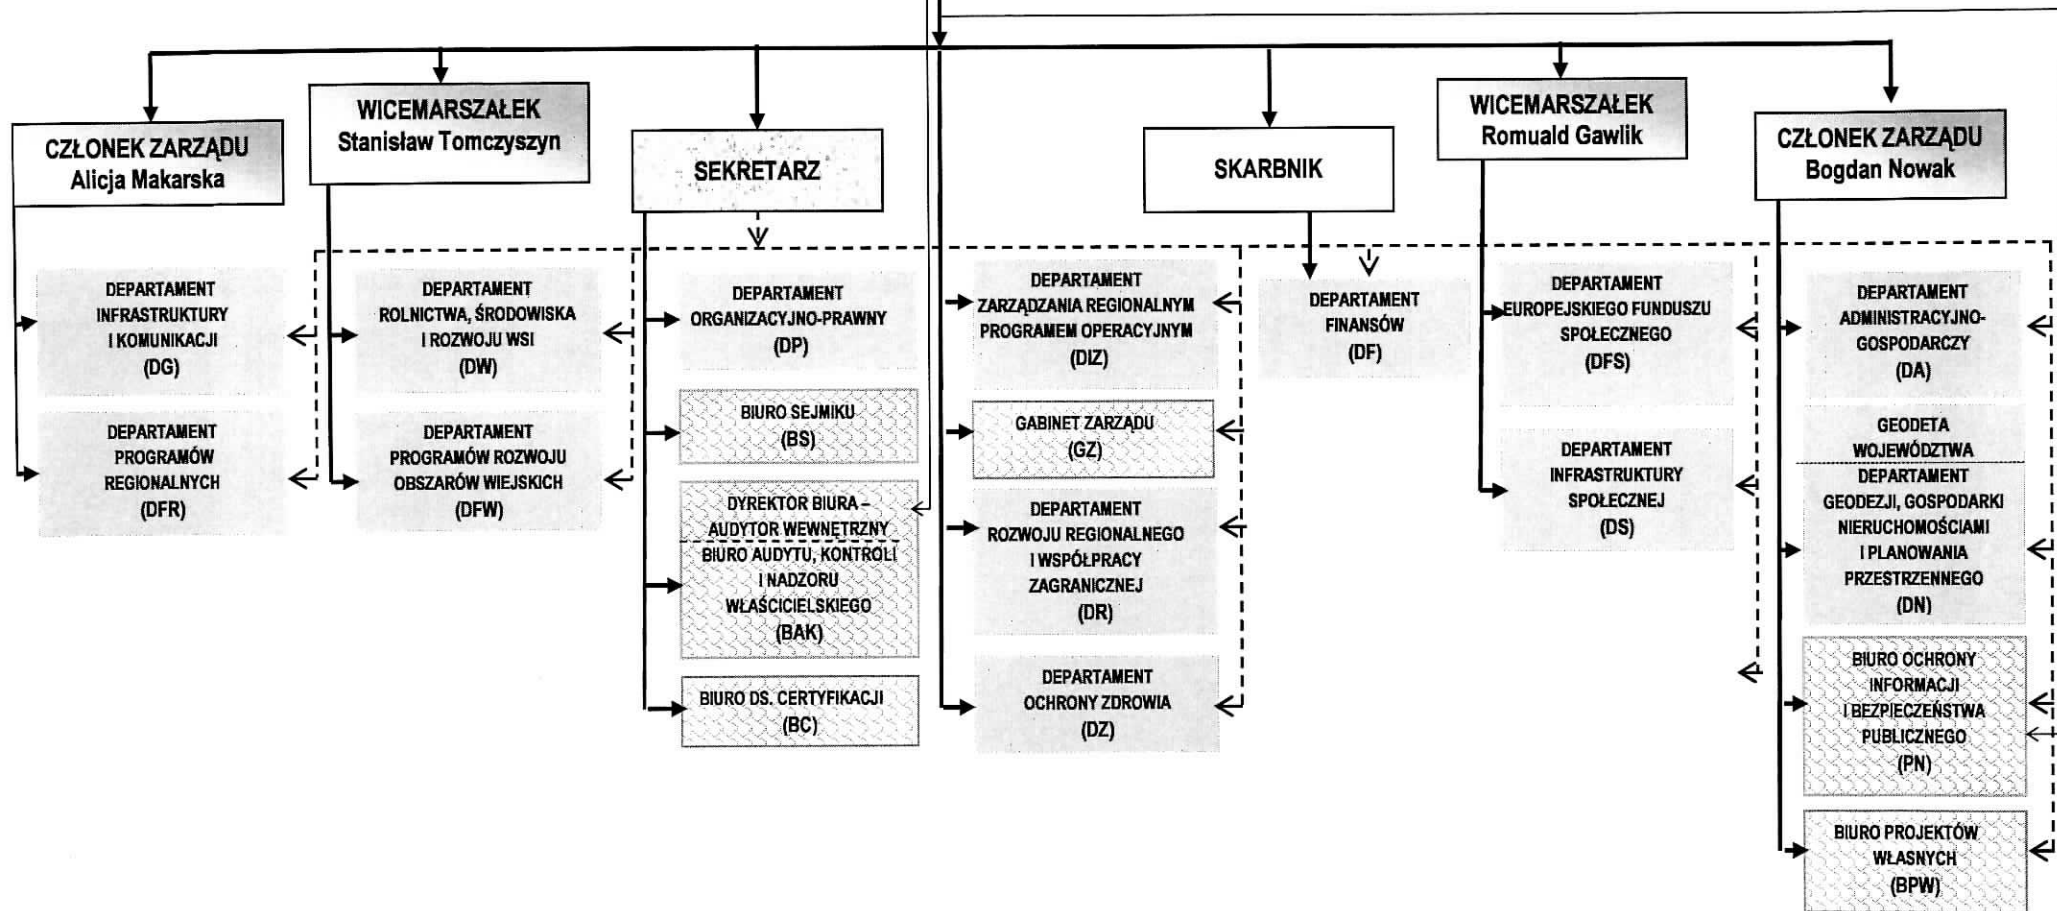 CZŁONEK ZARZĄDU
Alicja Makarska
WICEMARSZAŁEK
Stanisław Tomczyszyn
SEKRETARZ
SKARBNIK
WICEMARSZAŁEK
Romuald Gawlik
CZŁONEK ZARZĄDU
Bogdan Nowak
DEPARTAMENT
INFRASTRUKTURY
I KOMUNIKACJI
(DG)
DEPARTAMENT
PROGRAMÓW
REGIONALNYCH
(DFR)
DEPARTAMENT
ROLNICTWA, ŚRODOWISKA
I ROZWOJU WSI
(DW)
DEPARTAMENT
PROGRAMÓW ROZWOJU
OBSZARÓW WIEJSKICH
(DFW)
DEPARTAMENT
ORGANIZACYJNO-PRAWNY
(DP)
BIURO SEJMIKU
(BS)
DYREKTOR BIURA –
AUDYTOR WEWNĘTRZNY
BIURO AUDYTU, KONTROLI
I NADZORU
WŁAŚCICIELSKIEGO
(BAK)
BIURO DS. CERTYFIKACJI
(BC)
DEPARTAMENT
ZARZĄDZANIA REGIONALNYM
PROGRAMEM OPERACYJNYM
(DIZ)
GABINET ZARZĄDU
(GZ)
DEPARTAMENT
ROZWOJU REGIONALNEGO
I WSPÓŁPRACY
ZAGRANICZNEJ
(DR)
DEPARTAMENT
OCHRONY ZDROWIA
(DZ)
DEPARTAMENT
FINANSÓW
(DF)
DEPARTAMENT
EUROPEJSKIEGO FUNDUSZU
SPOŁECZNEGO
(DFS)
DEPARTAMENT
INFRASTRUKTURY
SPOŁECZNEJ
(DS)
DEPARTAMENT
ADMINISTRACYJNO-
GOSPODARCZY
(DA)
GEODETA
WOJEWÓDZTWA
DEPARTAMENT
GEODEZJI, GOSPODARKI
NIERUCHOMOŚCIAMI
I PLANOWANIA
PRZESTRZENNEGO
(DN)
BIURO OCHRONY
INFORMACJI
I BEZPIECZEŃSTWA
PUBLICZNEGO
(PN)
BIURO PROJEKTÓW
WŁASNYCH
(BPW)